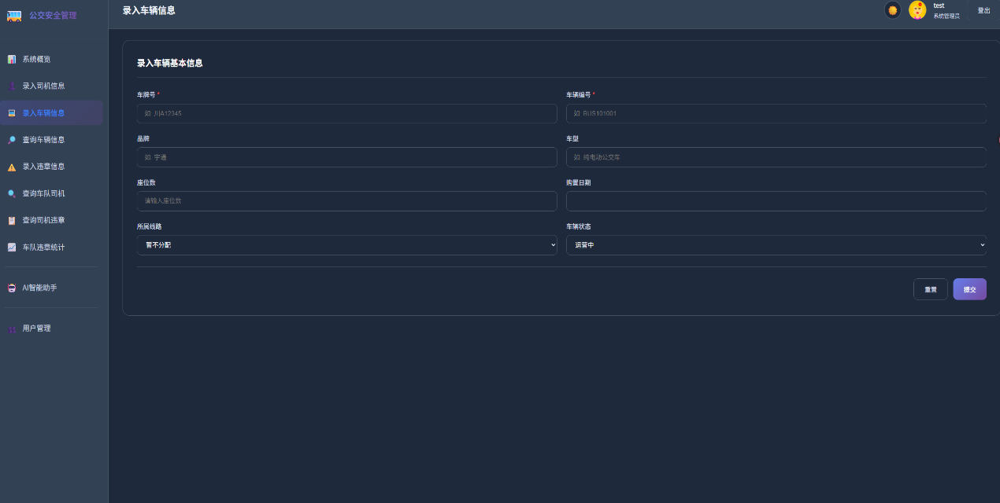 公交安全管理
录入车辆信息
test
系统管理员
登出
系统概览
录入司机信息
录入车辆信息
查询车辆信息
录入违章信息
查询车队司机
查询司机违章
车队违章统计
AI智能助手
用户管理
录入车辆基本信息
车牌号 *
车辆编号 *
如: 川A12345
如: BUS101001
品牌
车型
如: 宇通
如: 纯电动公交车
座位数
购置日期
请输入座位数
所属线路
车辆状态
暂不分配
运营中
重置
提交